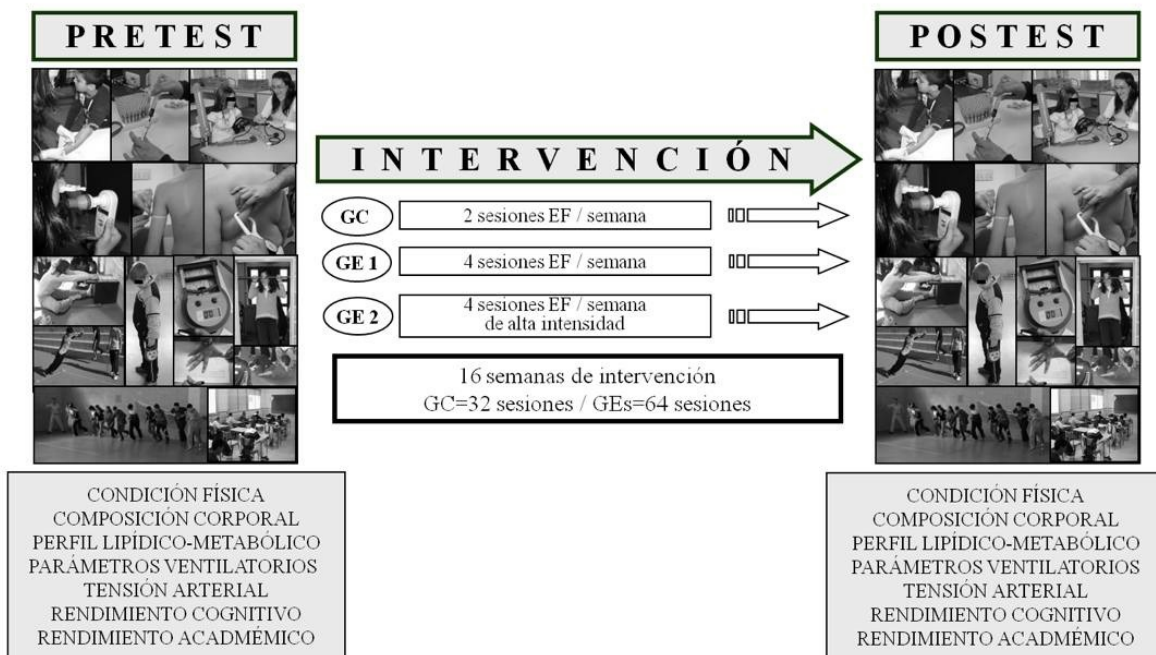 PRETEST
POSTEST
INTERVENCIÓN
GC
2 sesiones EF / semana
GE 1
4 sesiones EF / semana
GE 2
4 sesiones EF / semana
de alta intensidad
16 semanas de intervención
GC=32 sesiones / GEs=64 sesiones
CONDICIÓN FÍSICA
COMPOSICIÓN CORPORAL
PERFIL LIPÍDICO-METABÓLICO
PARÁMETROS VENTILATORIOS
TENSIÓN ARTERIAL
RENDIMIENTO COGNITIVO
RENDIMIENTO ACADMÉMICO
CONDICIÓN FÍSICA
COMPOSICIÓN CORPORAL
PERFIL LIPÍDICO-METABÓLICO
PARÁMETROS VENTILATORIOS
TENSIÓN ARTERIAL
RENDIMIENTO COGNITIVO
RENDIMIENTO ACADMÉMICO